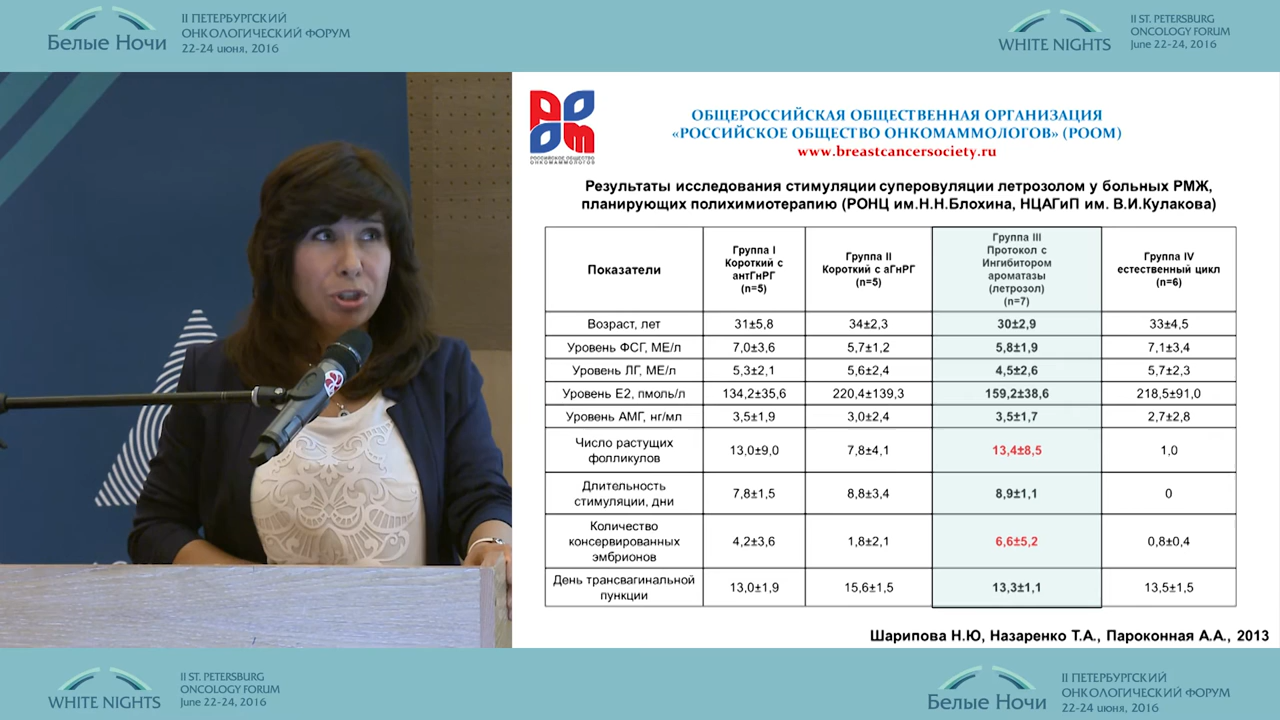 II ПЕТЕРБУРГСКИЙ
ОНКОЛОГИЧЕСКИЙ ФОРУМ
Белые Ночи
22-24 июня, 2016
II ST. PETERSBURG
ONCOLOGY FORUM
WHITE NIGHTS
June 22-24, 2016
РООМ
РОССИЙСКОЕ ОБЩЕСТВО
ОНКОМАММОЛОГОВ
ОБЩЕРОССИЙСКАЯ ОБЩЕСТВЕННАЯ ОРГАНИЗАЦИЯ
«РОССИЙСКОЕ ОБЩЕСТВО ОНКОМАММОЛОГОВ» (РООМ)
www.breastcancersociety.ru
Результаты исследования стимуляции суперовуляции летрозолом у больных РМЖ,
планирующих полихимиотерапию (РОНЦ им.Н.Н.Блохина, НЦАГиП им. В.И.Кулакова)
Показатели
Группа I
Короткий с
антГнРГ
(n=5)
Группа II
Короткий с аГнРГ
(n=5)
Группа III
Протокол с
Ингибитором
ароматазы
(летрозол)
(n=7)
Группа IV
естественный цикл
(n=6)
Возраст, лет 31±5,8 34±2,3 30±2,9 33±4,5
Уровень ФСГ, МЕ/л 7,0±3,6 5,7±1,2 5,8±1,9 7,1±3,4
Уровень ЛГ, МЕ/л 5,3±2,1 5,6±2,4 4,5±2,6 5,7±2,3
Уровень Е2, пмоль/л 134,2±35,6 220,4±139,3 159,2±38,6 218,5±91,0
Уровень АМГ, нг/мл 3,5±1,9 3,0±2,4 3,5±1,7 2,7±2,8
Число растущих
фолликулов
13,0±9,0 7,8±4,1 13,4±8,5 1,0
Длительность
стимуляции, дни
7,8±1,5 8,8±3,4 8,9±1,1 0
Количество
консервированных
эмбрионов
4,2±3,6 1,8±2,1 6,6±5,2 0,8±0,4
День трансвагинальной
пункции
13,0±1,9 15,6±1,5 13,3±1,1 13,5±1,5
Шарипова Н.Ю, Назаренко Т.А., Пароконная А.А., 2013
II ST. PETERSBURG
ONCOLOGY FORUM
WHITE NIGHTS
June 22-24, 2016
II ПЕТЕРБУРГСКИЙ
ОНКОЛОГИЧЕСКИЙ ФОРУМ
Белые Ночи
22-24 июня, 2016